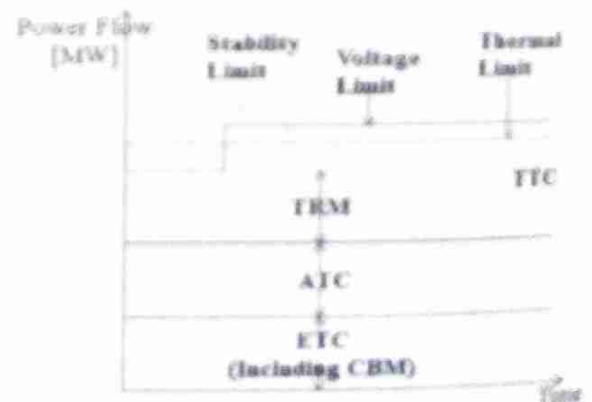 Power Flow
[MW]
Stability
Limit
Voltage
Limit
Thermal
Limit
TTC
TRM
ATC
ETC
(Including CBM)
Time